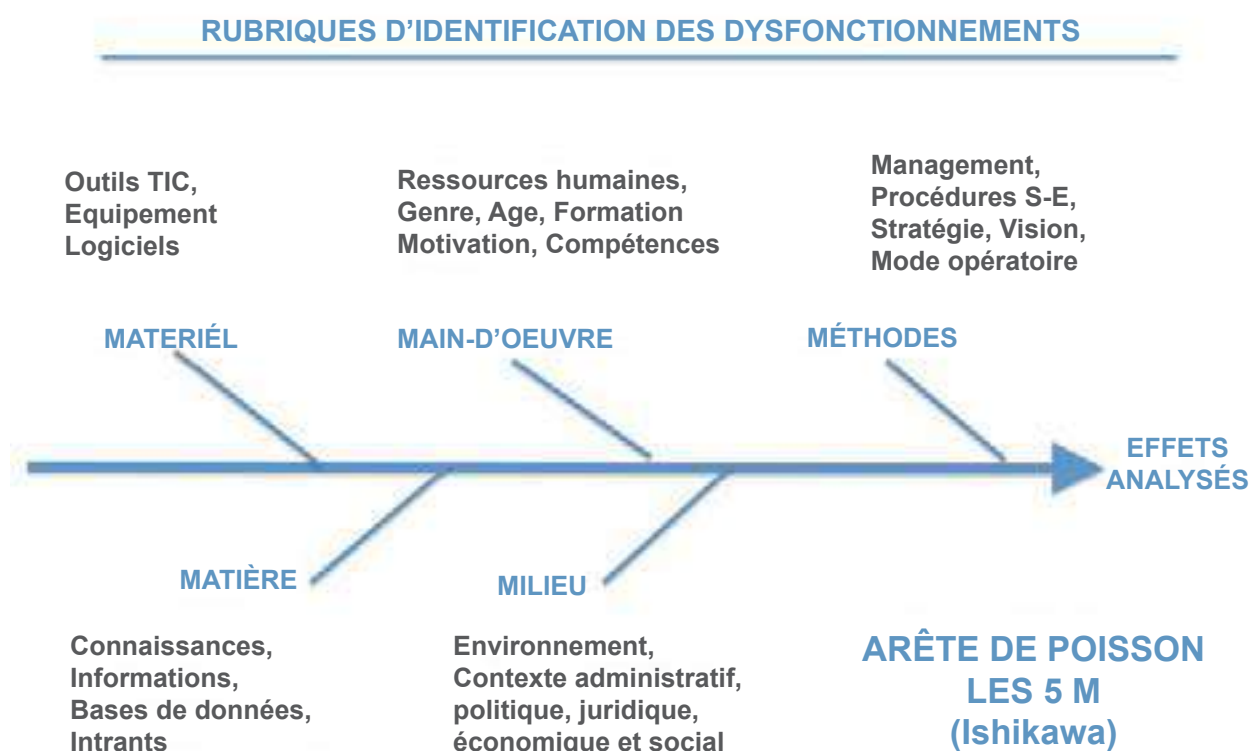 RUBRIQUES D'IDENTIFICATION DES DYSFONCTIONNEMENTS
Outils TIC,
Equipement
Logiciels
Ressources humaines,
Genre, Age, Formation
Motivation, Compétences
Management,
Procédures S-E,
Stratégie, Vision,
Mode opératoire
MATERIÉL
MAIN-D'OEUVRE
MÉTHODES
EFFETS
ANALYSÉS
MATIÈRE
MILIEU
Connaissances,
Informations,
Bases de données,
Intrants
Environnement,
Contexte administratif,
politique, juridique,
économique et social
ARÊTE DE POISSON
LES 5 M
(Ishikawa)